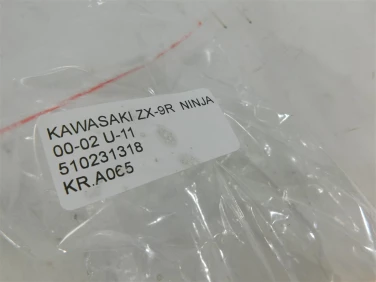 KAWASAKI ZX-9R NINJA
00-02 U-11
510231318
KR.A0€5